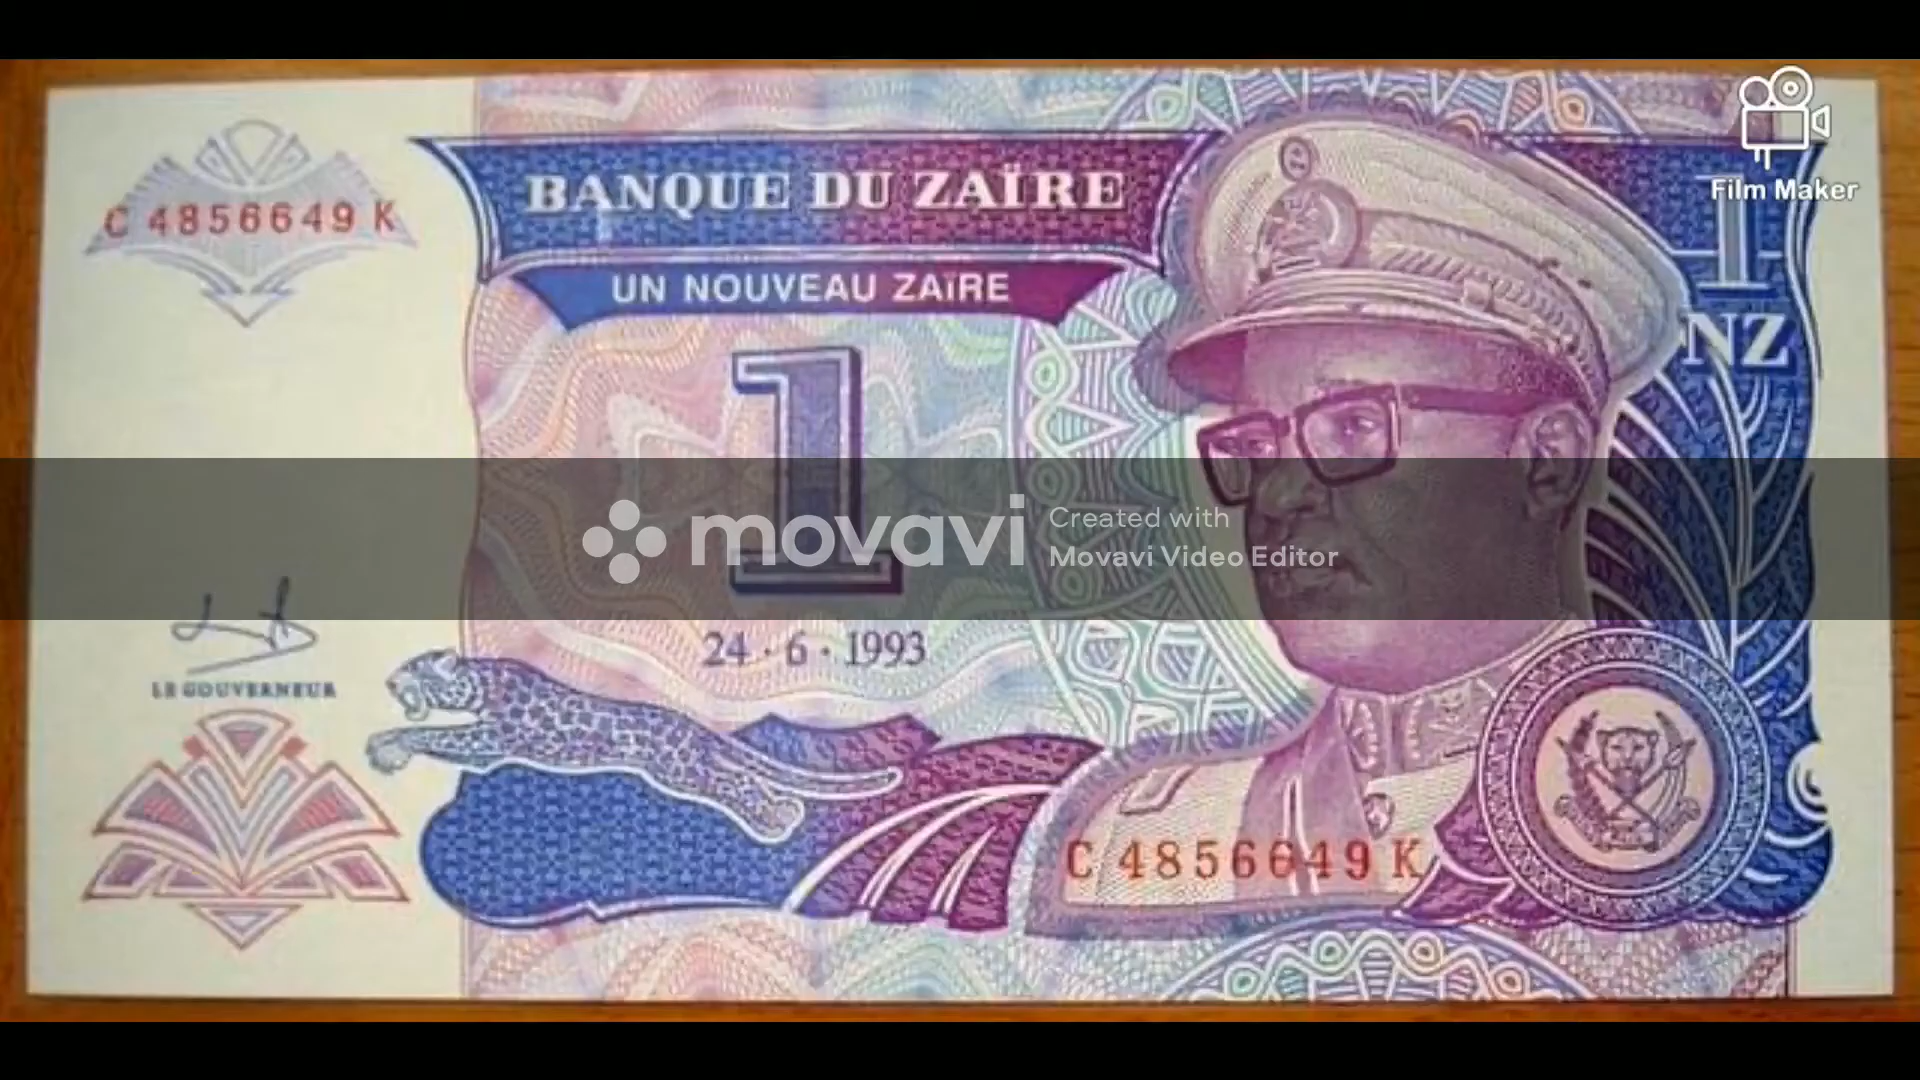 Film Maker
BANQUE DU ZAÏRE
C 4856649 K
UN NOUVEAU ZAÏRE
1
NZ
1
movavi
Created with
Movavi Video Editor
24·6·1993
LE GOUVERNEUR
C 4856649 K